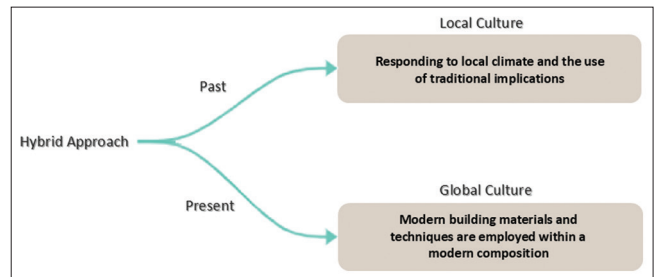 Local Culture
Responding to local climate and the use
of traditional implications
Past
Hybrid Approach
Present
Global Culture
Modern building materials and
techniques are employed within a
modern composition